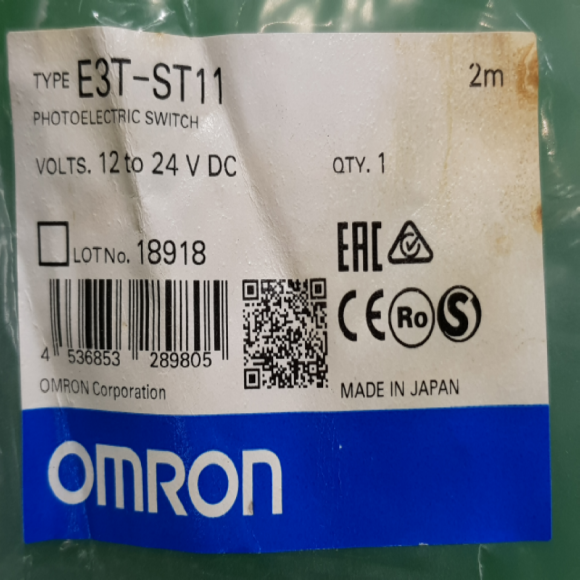 TYPE E3T-ST11 2m
PHOTOELECTRIC SWITCH
VOLTS. 12 to 24 V DC QTY. 1
LOT No. 18918
EAC
CE Ro S
4 536853 289805
OMRON Corporation MADE IN JAPAN
OMRON